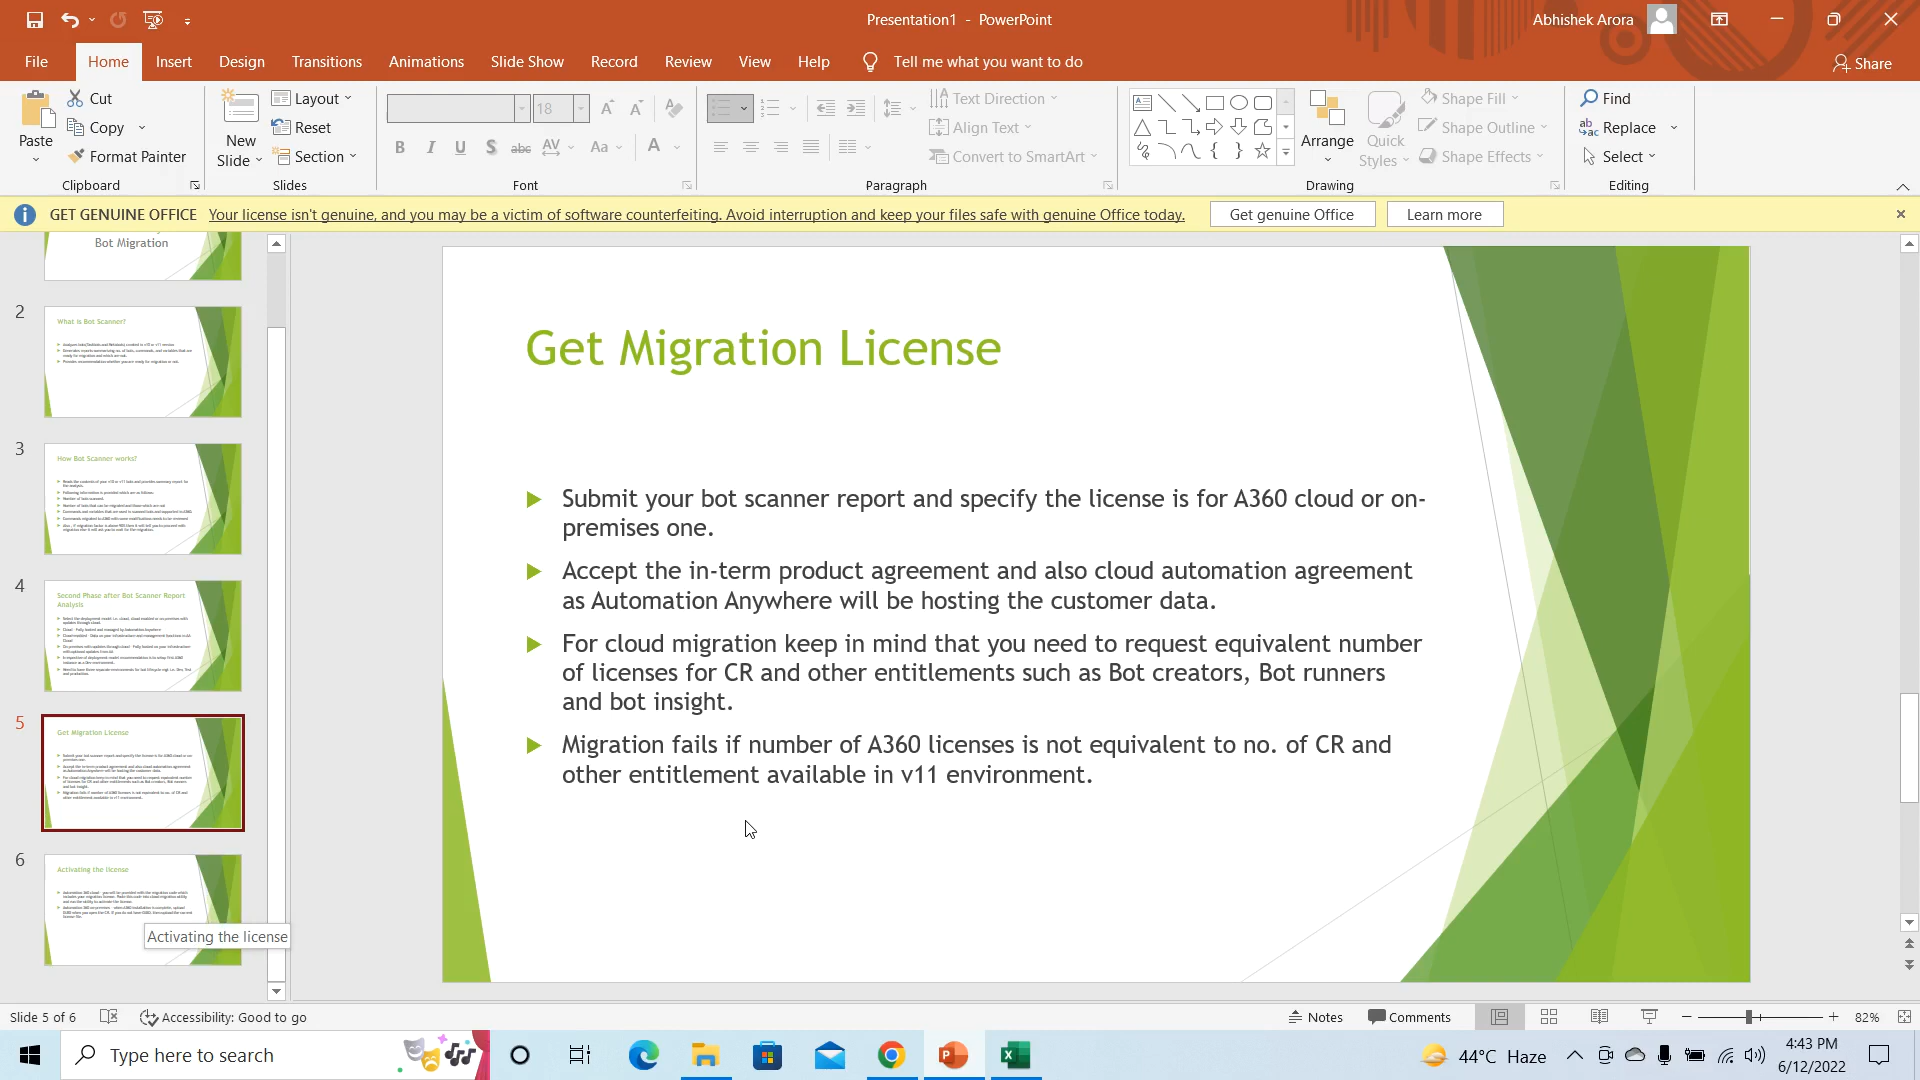 Presentation1 - PowerPoint
Abhishek Arora
File Home Insert Design Transitions Animations Slide Show Record Review View Help Tell me what you want to do
Share
Paste
Cut
Copy
Format Painter
Clipboard
New
Slide
Layout
Reset
Section
Slides
18
B I U S abc AV Aa A
Font
Text Direction
Align Text
Convert to SmartArt
Paragraph
Arrange
Quick
Styles
Shape Fill
Shape Outline
Shape Effects
Drawing
Find
Replace
Select
Editing
GET GENUINE OFFICE Your license isn't genuine, and you may be a victim of software counterfeiting. Avoid interruption and keep your files safe with genuine Office today.
Get genuine Office
Learn more
Bot Migration
2
What is Bot Scanner?
3
How Bot Scanner works?
4
Second Phase after Bot Scanner Report
Analysis
5
Get Migration License
6
Activating the license
Activating the license
Get Migration License
Submit your bot scanner report and specify the license is for A360 cloud or on-
premises one.
Accept the in-term product agreement and also cloud automation agreement
as Automation Anywhere will be hosting the customer data.
For cloud migration keep in mind that you need to request equivalent number
of licenses for CR and other entitlements such as Bot creators, Bot runners
and bot insight.
Migration fails if number of A360 licenses is not equivalent to no. of CR and
other entitlement available in v11 environment.
Slide 5 of 6
Accessibility: Good to go
Notes
Comments
82%
Type here to search
44°C Haze
4:43 PM
6/12/2022